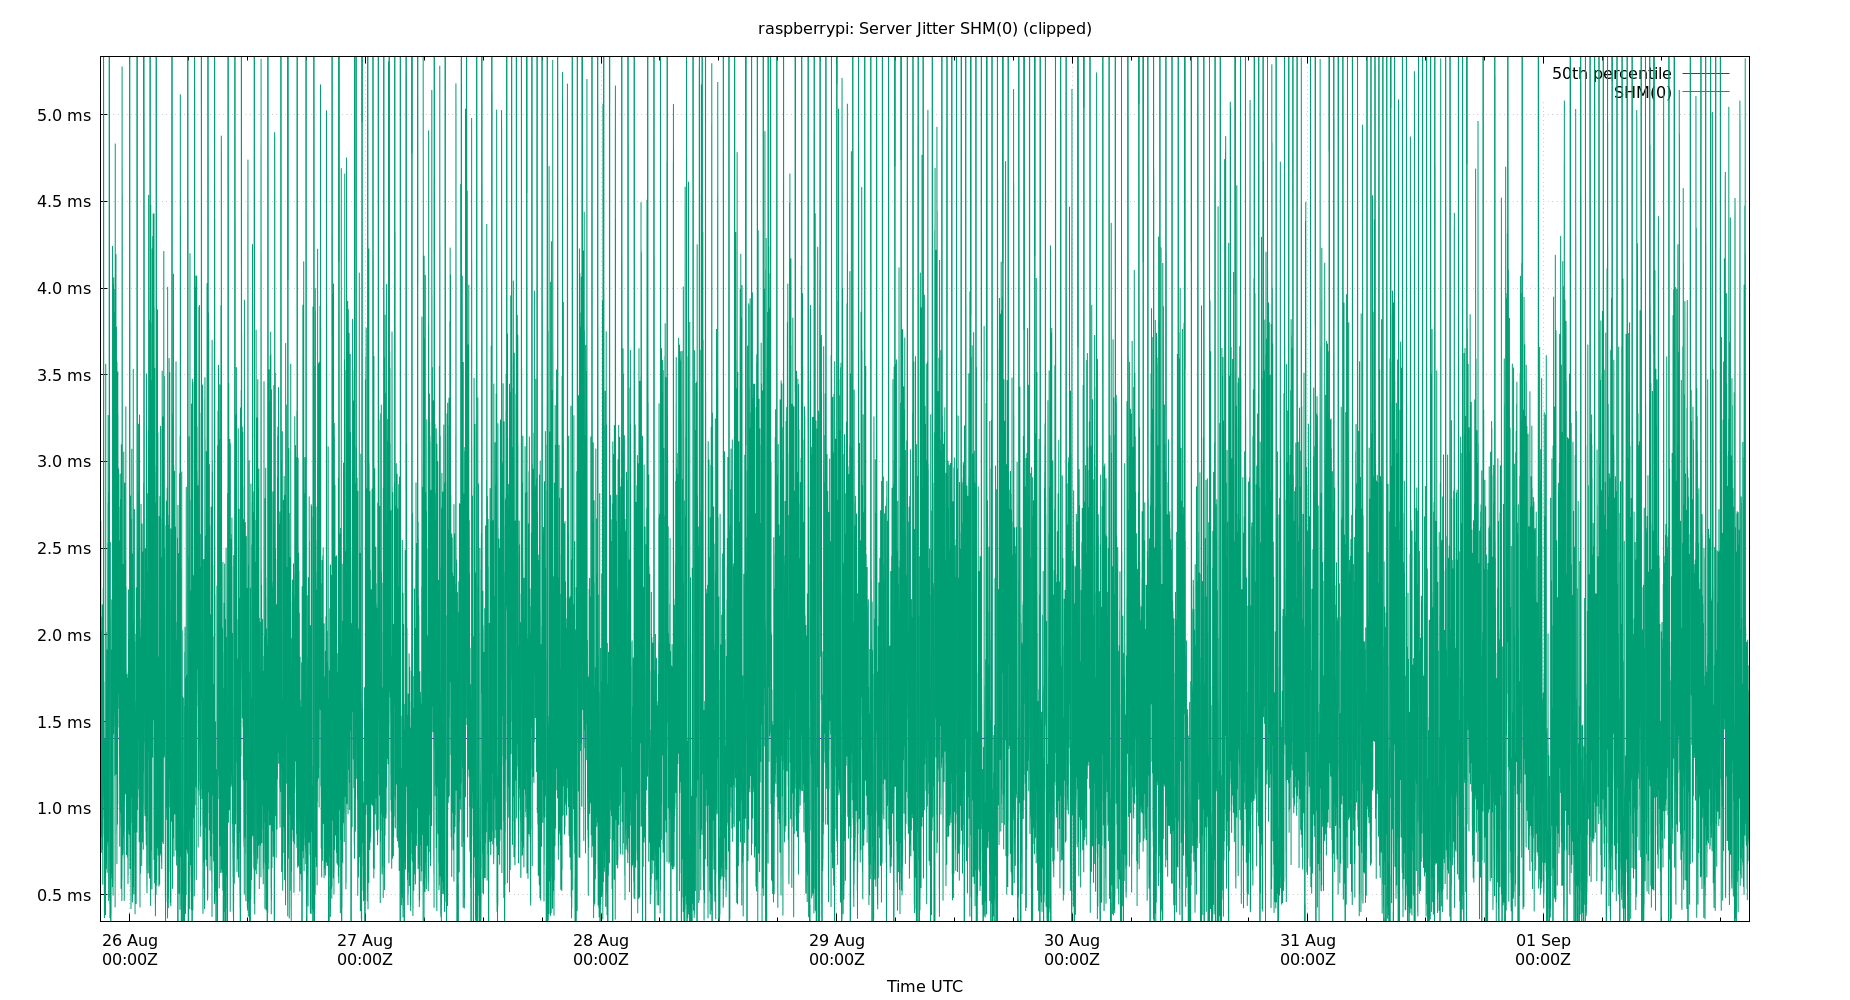 raspberrypi: Server Jitter SHM(0) (clipped)
50th percentile
SHM(0)
5.0 ms
4.5 ms
4.0 ms
3.5 ms
3.0 ms
2.5 ms
2.0 ms
1.5 ms
1.0 ms
0.5 ms
26 Aug 27 Aug 28 Aug 29 Aug 30 Aug 31 Aug 01 Sep
00:00Z 00:00Z 00:00Z 00:00Z 00:00Z 00:00Z 00:00Z
Time UTC